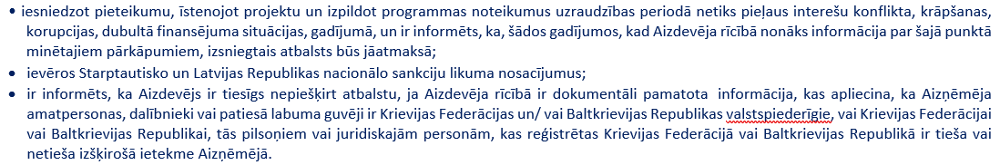 • iesniedzot pieteikumu, īstenojot projektu un izpildot programmas noteikumus uzraudzības periodā netiks pieļaus interešu konflikta, krāpšanas,
korupcijas, dubultā finansējuma situācijas, gadījumā, un ir informēts, ka, šādos gadījumos, kad Aizdevēja rīcībā nonāks informācija par šajā punktā
minētajiem pārkāpumiem, izsniegtais atbalsts būs jāatmaksā;
• ievēros Starptautisko un Latvijas Republikas nacionālo sankciju likuma nosacījumus;
• ir informēts, ka Aizdevējs ir tiesīgs nepiešķirt atbalstu, ja Aizdevēja rīcībā ir dokumentāli pamatota informācija, kas apliecina, ka Aizņēmēja
amatpersonas, dalībnieki vai patiesā labuma guvēji ir Krievijas Federācijas un/ vai Baltkrievijas Republikas valstspiederīgie, vai Krievijas Federācijai
vai Baltkrievijas Republikai, tās pilsoņiem vai juridiskajām personām, kas reģistrētas Krievijas Federācijā vai Baltkrievijas Republikā ir tieša vai
netieša izšķirošā ietekme Aizņēmējā.